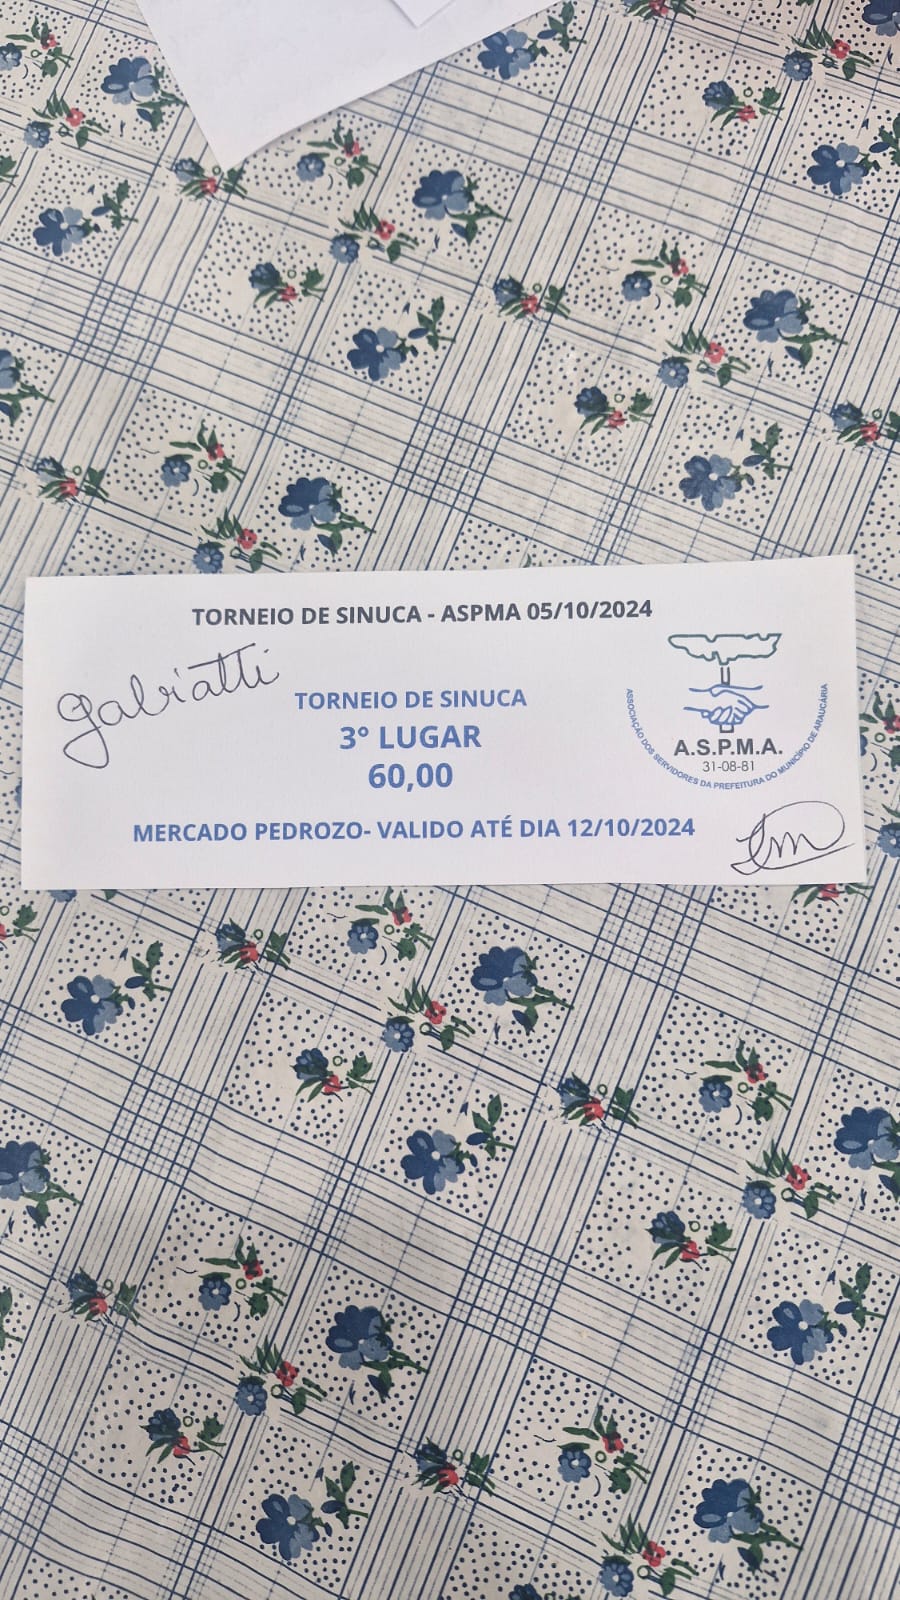 TORNEIO DE SINUCA - ASPMA 05/10/2024
Gabiatti
TORNEIO DE SINUCA
3° LUGAR
60,00
A.S.P.M.A.
31-08-81
ASSOCIAÇÃO DOS SERVIDORES DA PREFEITURA DO MUNICÍPIO DE ARAUCÁRIA
MERCADO PEDROZO- VALIDO ATÉ DIA 12/10/2024